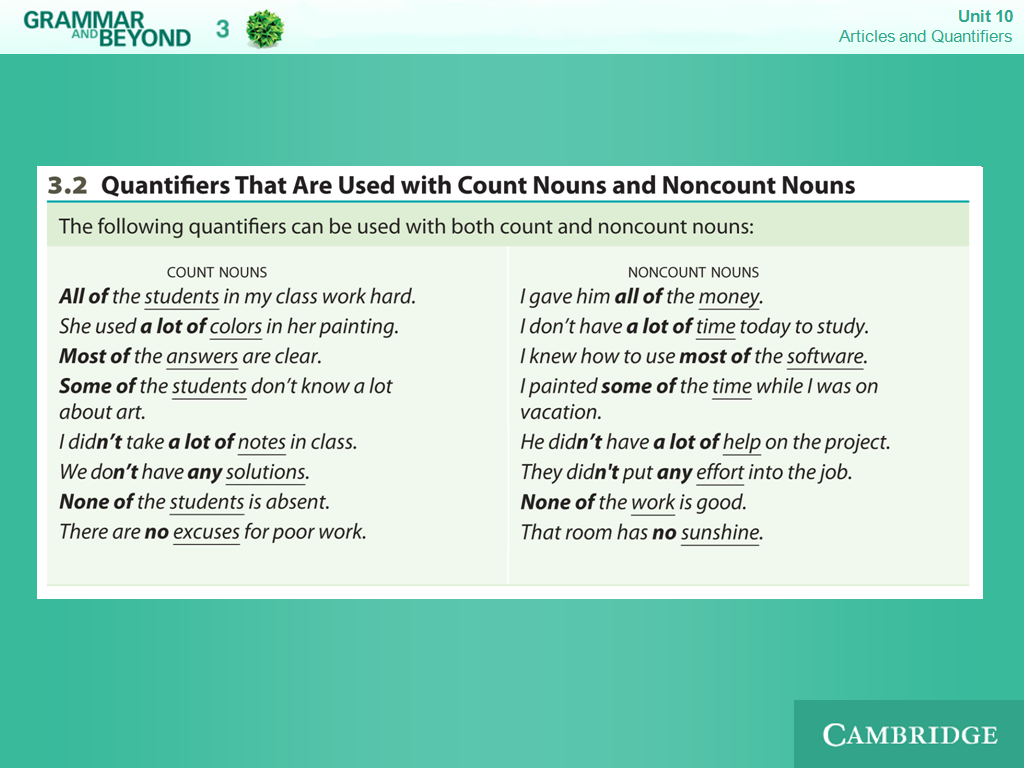 GRAMMAR
AND BEYOND 3
Unit 10
Articles and Quantifiers
3.2 Quantifiers That Are Used with Count Nouns and Noncount Nouns
The following quantifiers can be used with both count and noncount nouns:
COUNT NOUNS
All of the students in my class work hard.
She used a lot of colors in her painting.
Most of the answers are clear.
Some of the students don't know a lot
about art.
I didn't take a lot of notes in class.
We don't have any solutions.
None of the students is absent.
There are no excuses for poor work.
NONCOUNT NOUNS
I gave him all of the money.
I don't have a lot of time today to study.
I knew how to use most of the software.
I painted some of the time while I was on
vacation.
He didn't have a lot of help on the project.
They didn't put any effort into the job.
None of the work is good.
That room has no sunshine.
CAMBRIDGE